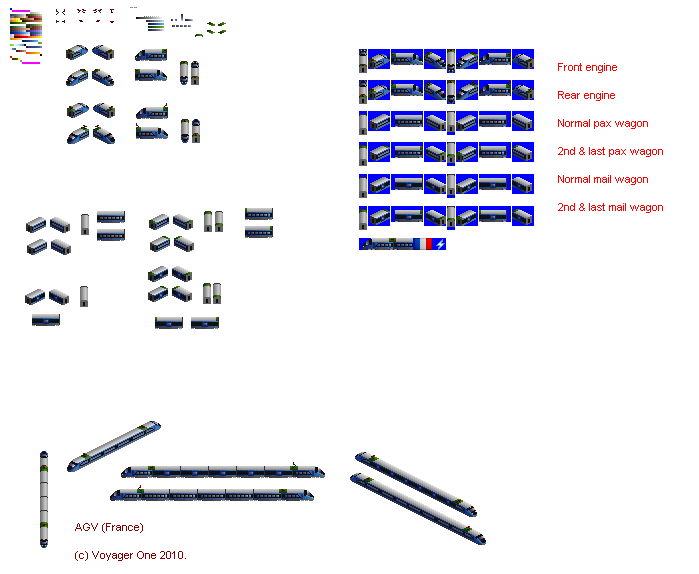 Front engine
Rear engine
Normal pax wagon
2nd & last pax wagon
Normal mail wagon
2nd & last mail wagon
AGV (France)
(c) Voyager One 2010.